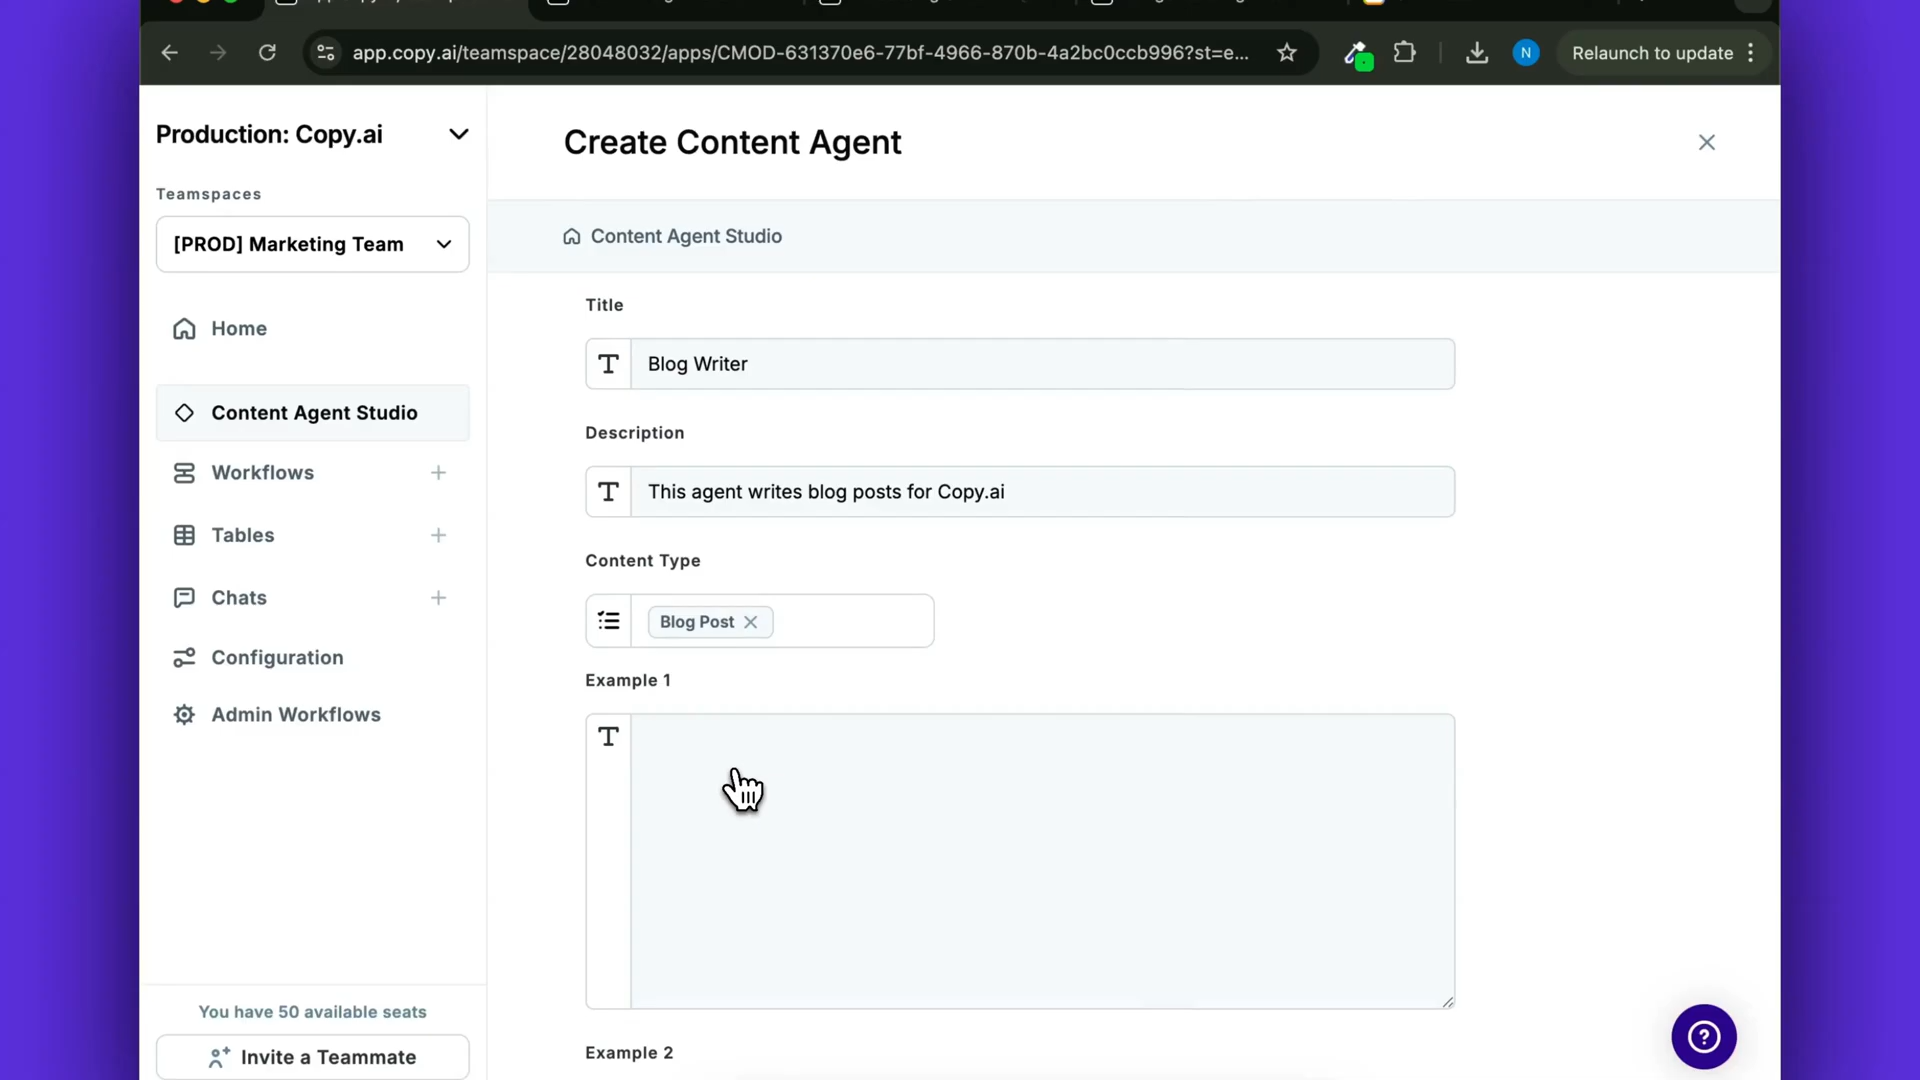 app.copy.ai/teamspace/28048032/apps/CMOD-631370e6-77bf-4966-870b-4a2bc0ccb996?st=e...
N
Relaunch to update
Production: Copy.ai
Teamspaces
[PROD] Marketing Team
Home
Content Agent Studio
Workflows
Tables
Chats
Configuration
Admin Workflows
You have 50 available seats
Invite a Teammate
Create Content Agent
Content Agent Studio
Title
Blog Writer
Description
This agent writes blog posts for Copy.ai
Content Type
Blog Post
Example 1
Example 2